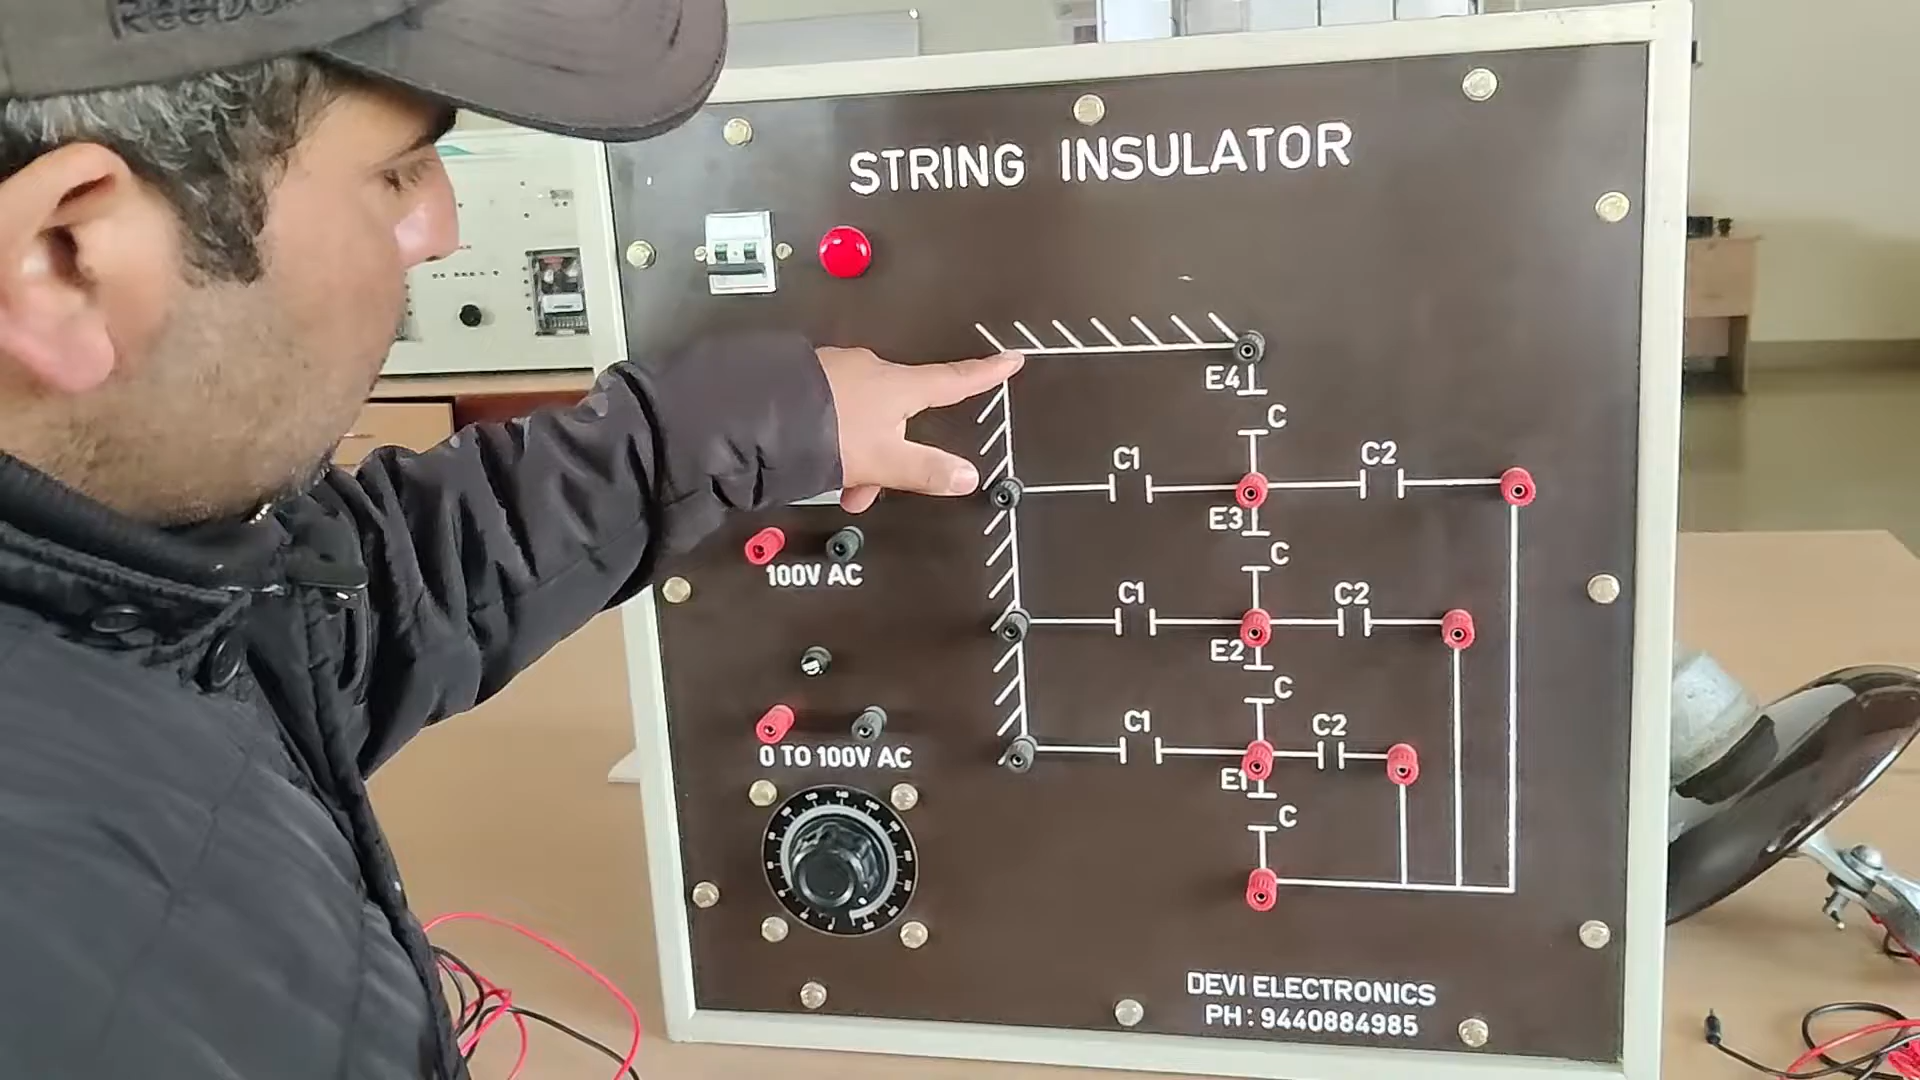 STRING INSULATOR
E4
C
C1
C2
E3
C
100V AC
C1
C2
E2
C
C1
C2
0 TO 100V AC
E1
C
DEVI ELECTRONICS
PH : 9440884985